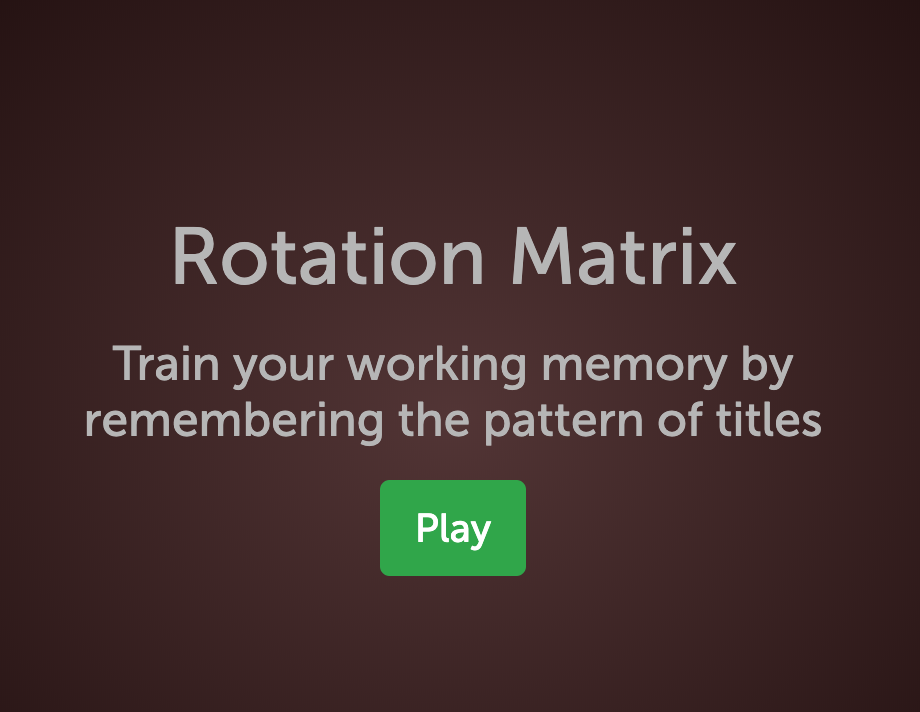 Rotation Matrix
Train your working memory by
remembering the pattern of titles
Play